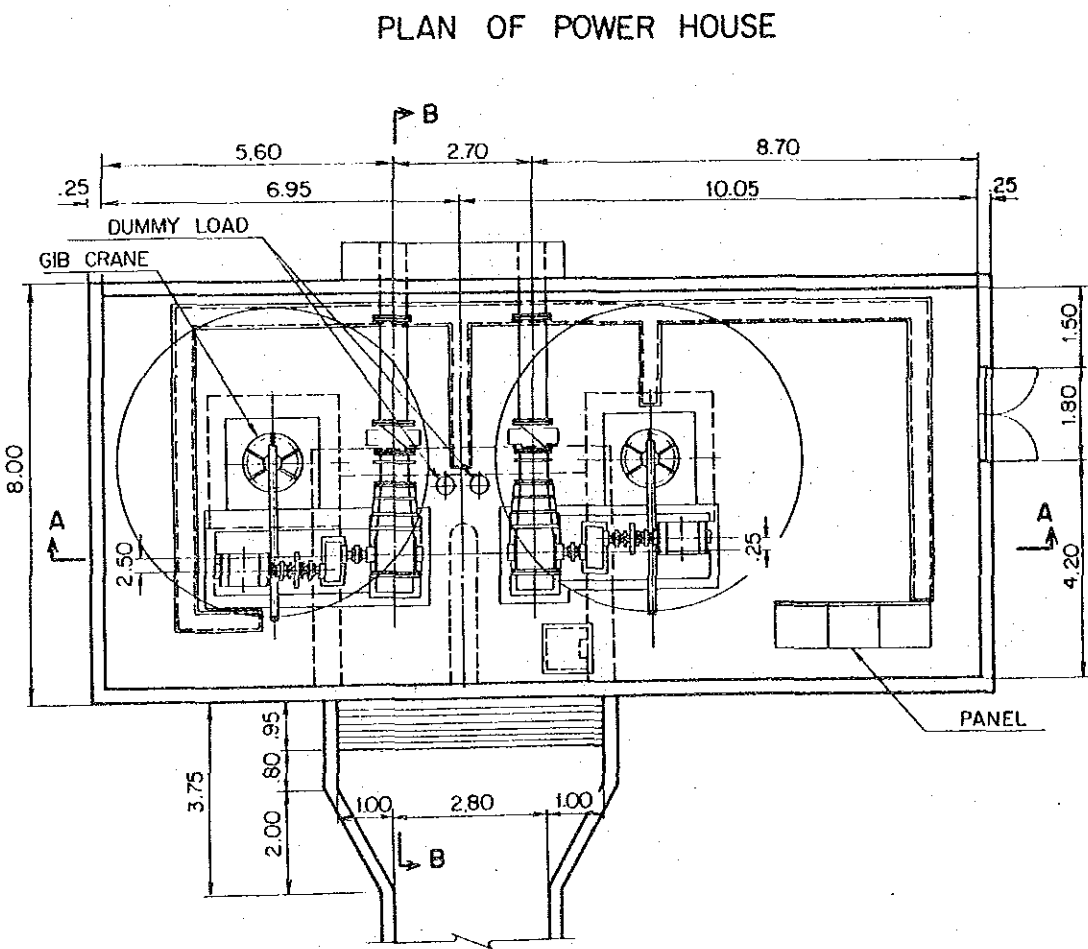 PLAN OF POWER HOUSE
B
5.60
2.70
8.70
.25
6.95
10.05
.25
DUMMY LOAD
GIB CRANE
1.50
1.80
8.00
A
A
2.50
.25
4.20
PANEL
.95
.80
3.75
1.00
2.80
1.00
2.00
B